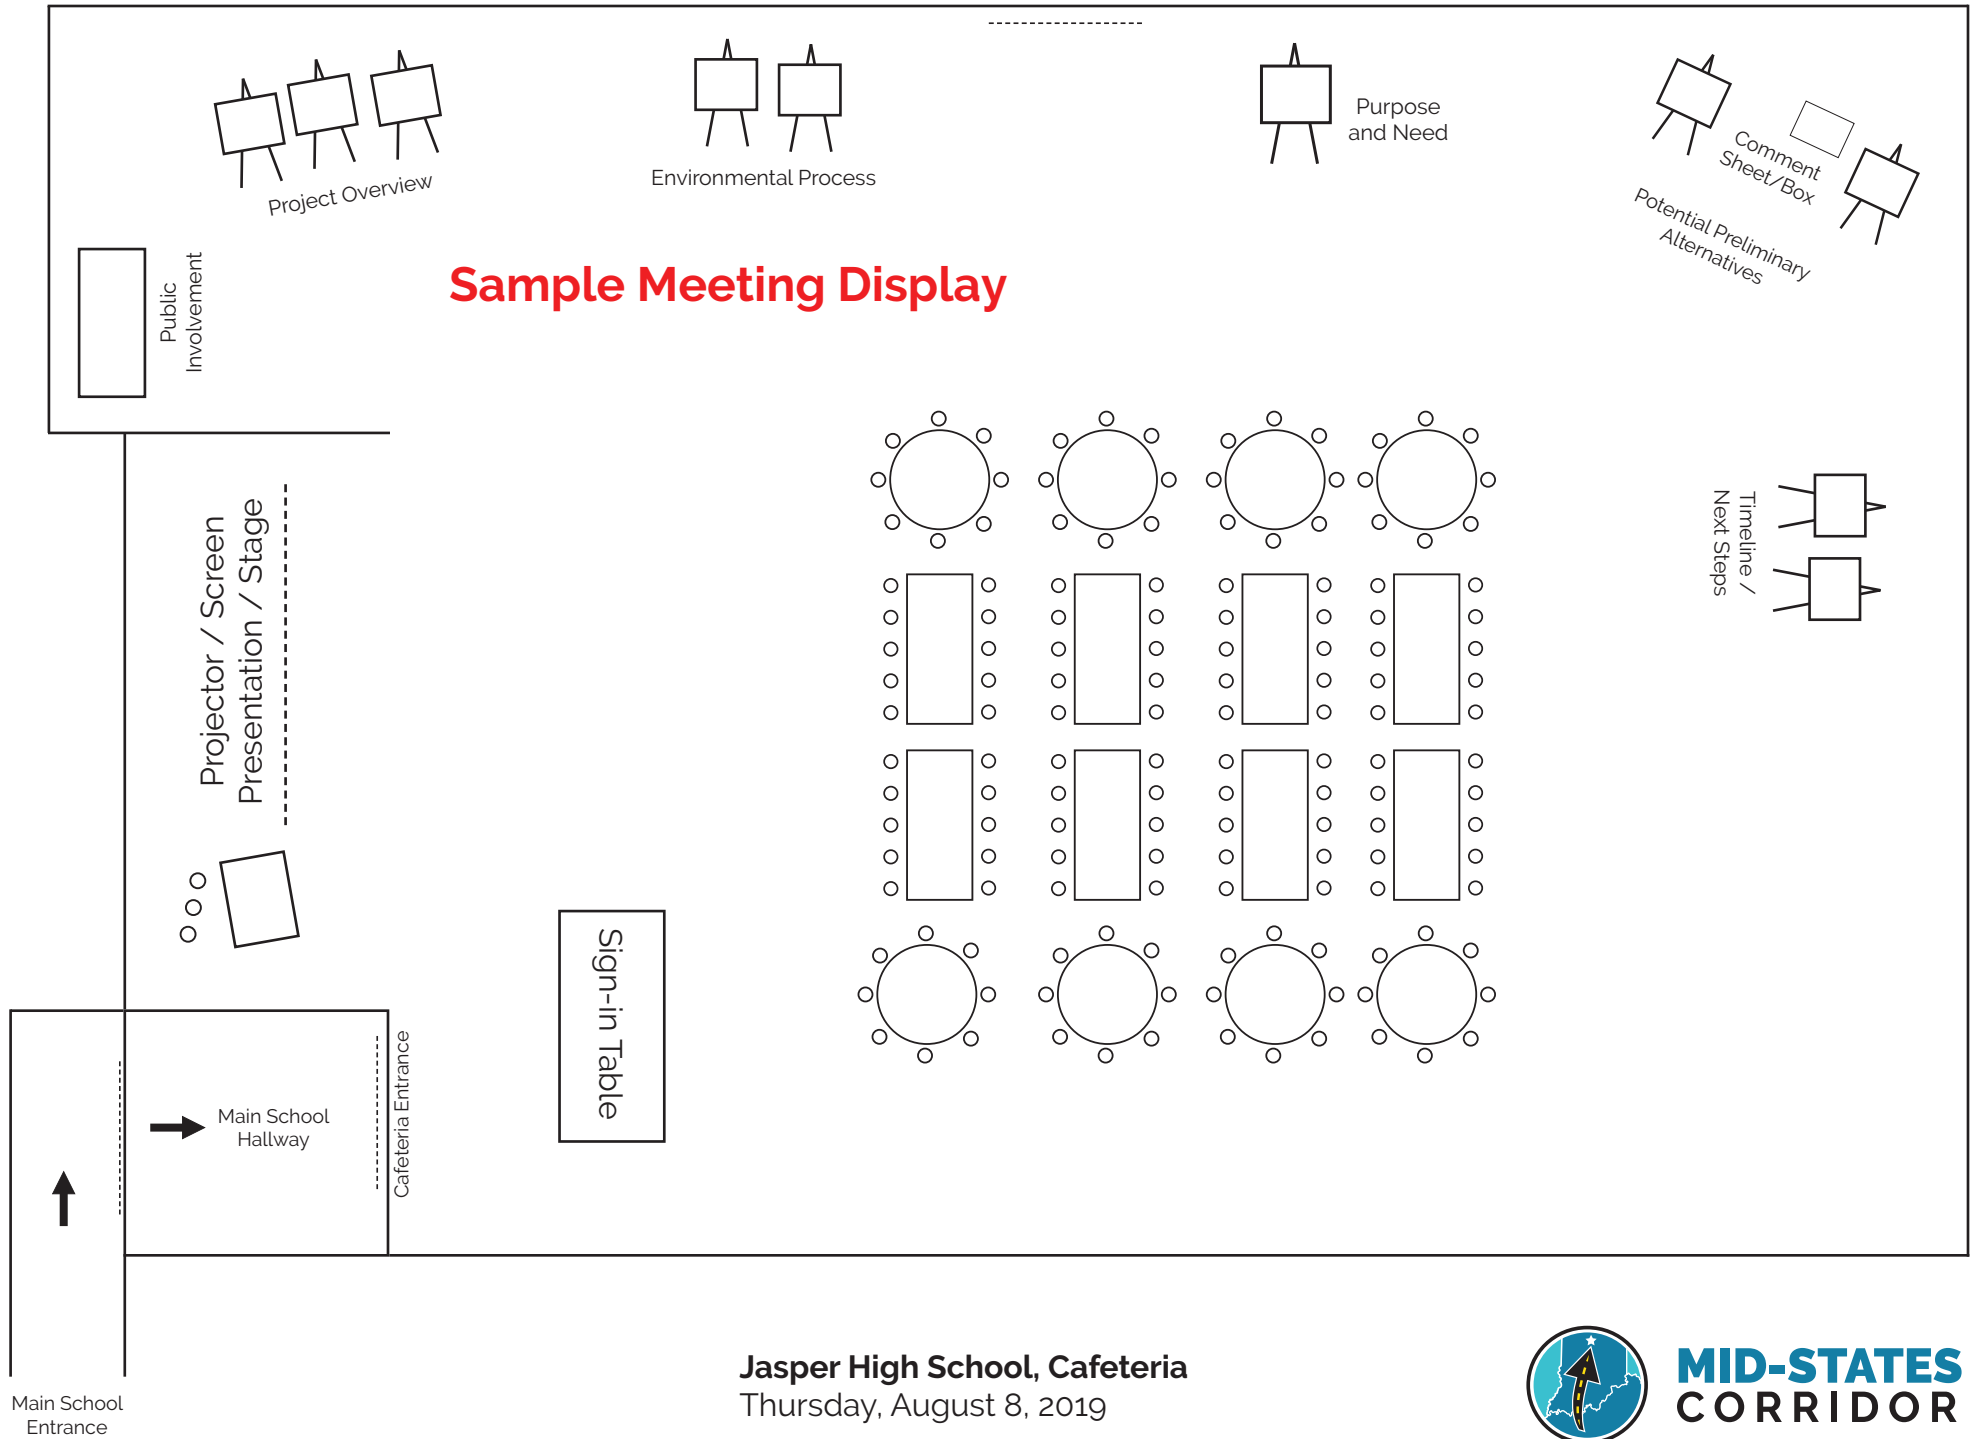 Purpose
and Need
Comment
Sheet/Box
Project Overview
Environmental Process
Potential Preliminary
Alternatives
Public
Involvement
Sample Meeting Display
Projector / Screen
Presentation / Stage
Timeline /
Next Steps
Sign-in Table
Main School
Hallway
Cafeteria Entrance
Main School
Entrance
Jasper High School, Cafeteria
Thursday, August 8, 2019
MID-STATES
CORRIDOR